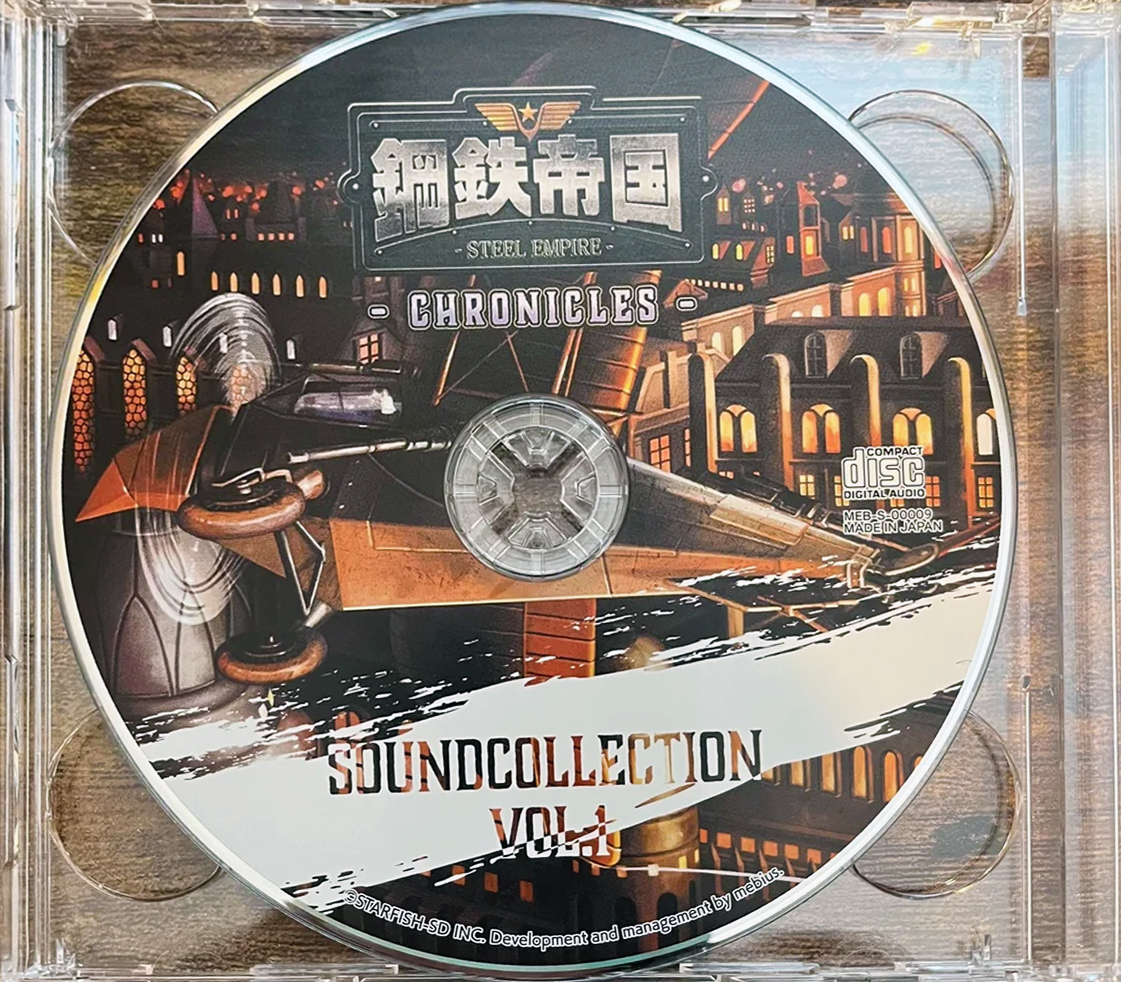 鋼鉄帝国
- STEEL EMPIRE -
- CHRONICLES -
COMPACT
disc
DIGITAL AUDIO
MEB-S-00009
MADE IN JAPAN
SOUNDCOLLECTION
VOL.1
©STARFISH-SD INC. Development and management by mebius.